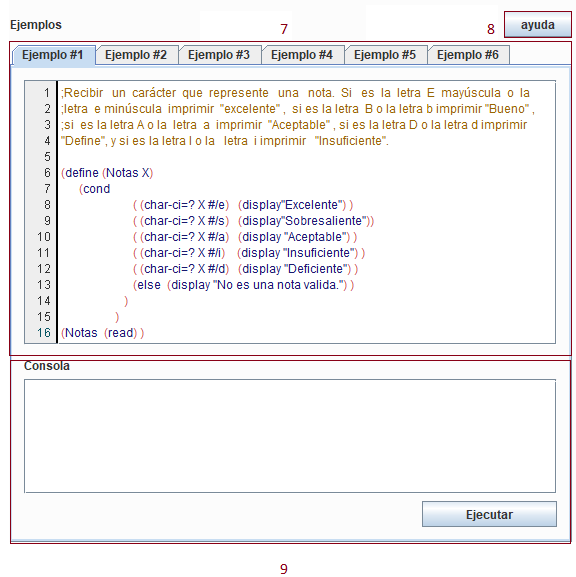 Ejemplos 7 8 ayuda
Ejemplo #1 Ejemplo #2 Ejemplo #3 Ejemplo #4 Ejemplo #5 Ejemplo #6
1 ;Recibir un carácter que represente una nota. Si es la letra E mayúscula o la
2 ;letra e minúscula imprimir "excelente" , si es la letra B o la letra b imprimir "Bueno" ,
3 ;si es la letra A o la letra a imprimir "Aceptable" , si es la letra D o la letra d imprimir
4 "Define", y si es la letra I o la letra i imprimir "Insuficiente".
5
6 (define (Notas X)
7 (cond
8 ( (char-ci=? X #/e) (display"Excelente") )
9 ( (char-ci=? X #/s) (display"Sobresaliente"))
10 ( (char-ci=? X #/a) (display "Aceptable") )
11 ( (char-ci=? X #/i) (display "Insuficiente") )
12 ( (char-ci=? X #/d) (display "Deficiente") )
13 (else (display "No es una nota valida.") )
14 )
15 )
16 (Notas (read) )
Consola
Ejecutar
9